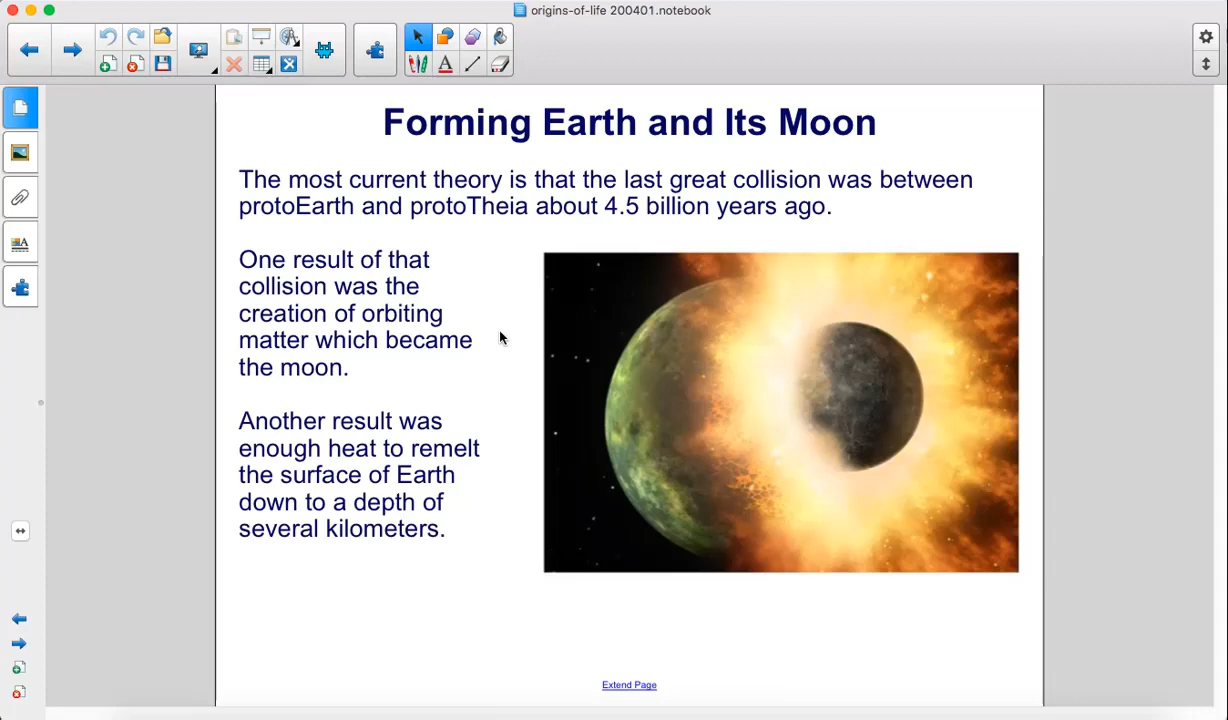 origins-of-life 200401.notebook
Forming Earth and Its Moon
The most current theory is that the last great collision was between
protoEarth and protoTheia about 4.5 billion years ago.
One result of that
collision was the
creation of orbiting
matter which became
the moon.
Another result was
enough heat to remelt
the surface of Earth
down to a depth of
several kilometers.
Extend Page